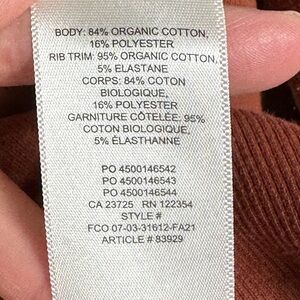 BODY: 84% ORGANIC COTTON,
16% POLYESTER
RIB TRIM: 95% ORGANIC COTTON,
5% ELASTANE
CORPS: 84% COTON
BIOLOGIQUE,
16% POLYESTER
GARNITURE CÔTELÉE: 95%
COTON BIOLOGIQUE,
5% ÉLASTHANNE
PO 4500146542
PO 4500146543
PO 4500146544
CA 23725 RN 122354
STYLE #
FCO 07-03-31612-FA21
ARTICLE # 83929